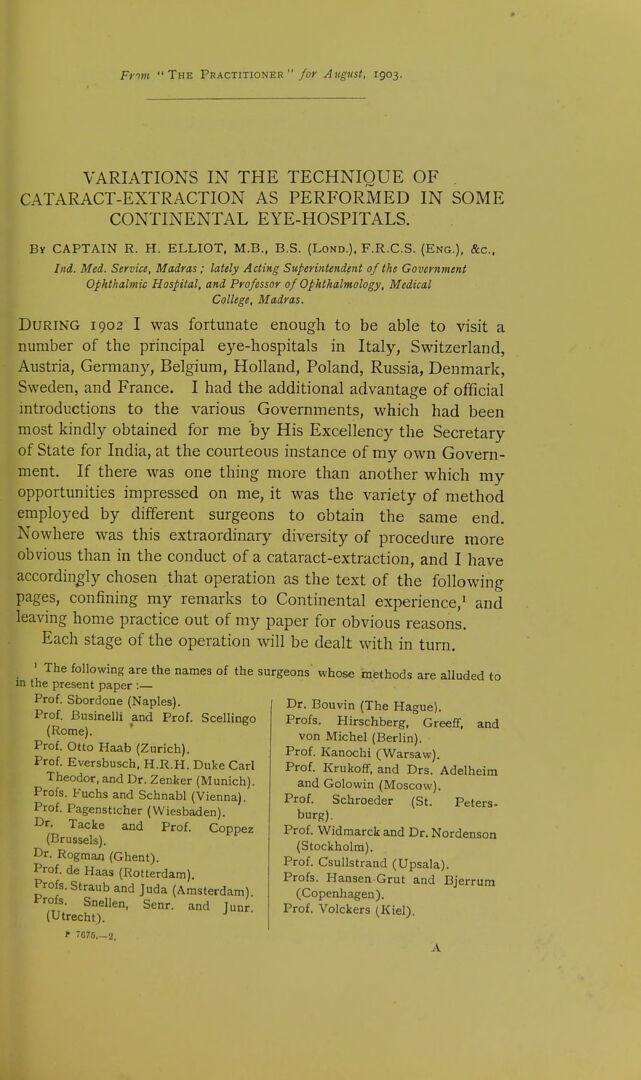 From "THE PRACTITIONER" for August, 1903.
VARIATIONS IN THE TECHNIQUE OF
CATARACT-EXTRACTION AS PERFORMED IN SOME
CONTINENTAL EYE-HOSPITALS.
By CAPTAIN R. H. ELLIOT, M.B., B.S. (Lond.), F.R.C.S. (Eng.), &c.,
Ind. Med. Service, Madras; lately Acting Superintendent of the Government
Ophthalmic Hospital, and Professor of Ophthalmology, Medical
College, Madras.
During 1902 I was fortunate enough to be able to visit a
number of the principal eye-hospitals in Italy, Switzerland,
Austria, Germany, Belgium, Holland, Poland, Russia, Denmark,
Sweden, and France. I had the additional advantage of official
introductions to the various Governments, which had been
most kindly obtained for me by His Excellency the Secretary
of State for India, at the courteous instance of my own Govern-
ment. If there was one thing more than another which my
opportunities impressed on me, it was the variety of method
employed by different surgeons to obtain the same end.
Nowhere was this extraordinary diversity of procedure more
obvious than in the conduct of a cataract-extraction, and I have
accordingly chosen that operation as the text of the following
pages, confining my remarks to Continental experience,¹ and
leaving home practice out of my paper for obvious reasons.
Each stage of the operation will be dealt with in turn.
¹ The following are the names of the surgeons whose methods are alluded to
in the present paper:—
Prof. Sbordone (Naples).
Prof. Businelli and Prof. Scellingo
(Rome).
Prof. Otto Haab (Zurich).
Prof. Eversbusch, H.R.H. Duke Carl
Theodor, and Dr. Zenker (Munich).
Profs. Fuchs and Schnabl (Vienna).
Prof. Pagensticher (Wiesbaden).
Dr. Tacke and Prof. Coppez
(Brussels).
Dr. Rogman (Ghent).
Prof. de Haas (Rotterdam).
Profs. Straub and Juda (Amsterdam).
Profs. Snellen, Senr. and Junr.
(Utrecht).
Dr. Bouvin (The Hague).
Profs. Hirschberg, Greeff, and
von Michel (Berlin).
Prof. Kanochi (Warsaw).
Prof. Krukoff, and Drs. Adelheim
and Golowin (Moscow).
Prof. Schroeder (St. Peters-
burg).
Prof. Widmarck and Dr. Nordenson
(Stockholm).
Prof. Csullstrand (Upsala).
Profs. Hansen-Grut and Bjerrum
(Copenhagen).
Prof. Volckers (Kiel).
P 7675.—2.
A